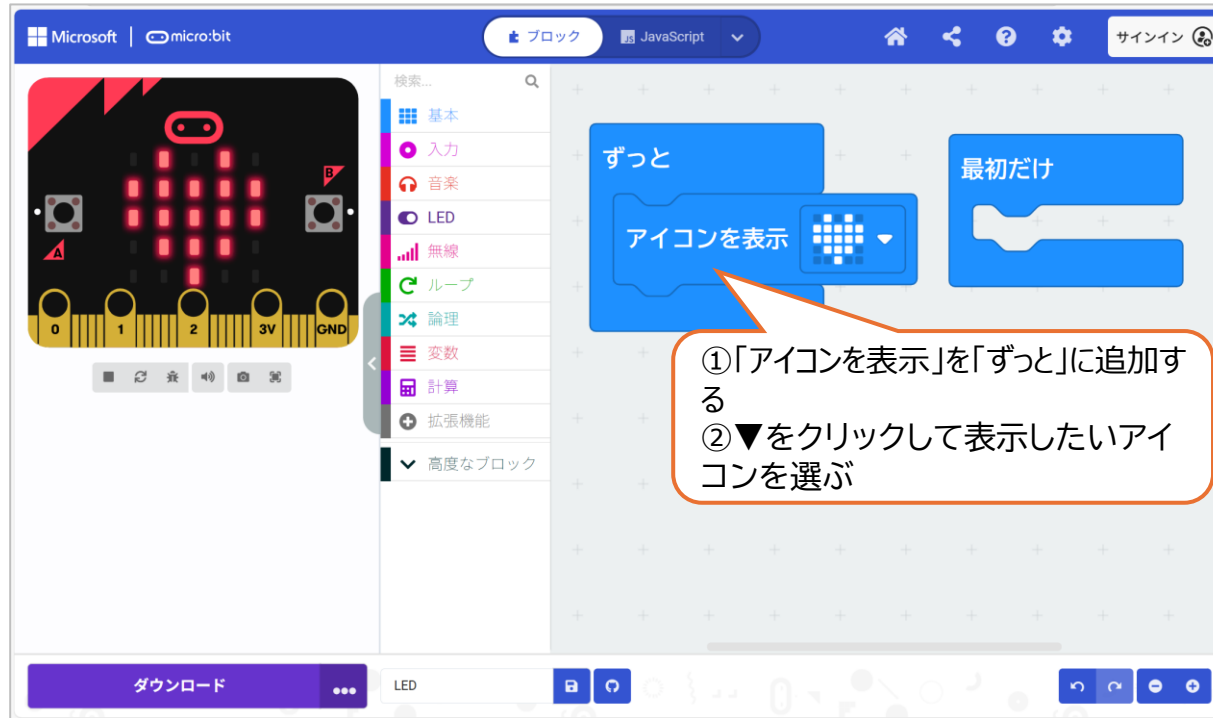 Microsoft micro:bit
ブロック
JavaScript
サインイン
検索...
基本
入力
音楽
LED
無線
ループ
論理
変数
計算
拡張機能
高度なブロック
A
B
0 1 2 3V GND
ずっと
アイコンを表示
最初だけ
①「アイコンを表示」を「ずっと」に追加す
る
②▼をクリックして表示したいアイ
コンを選ぶ
ダウンロード
LED